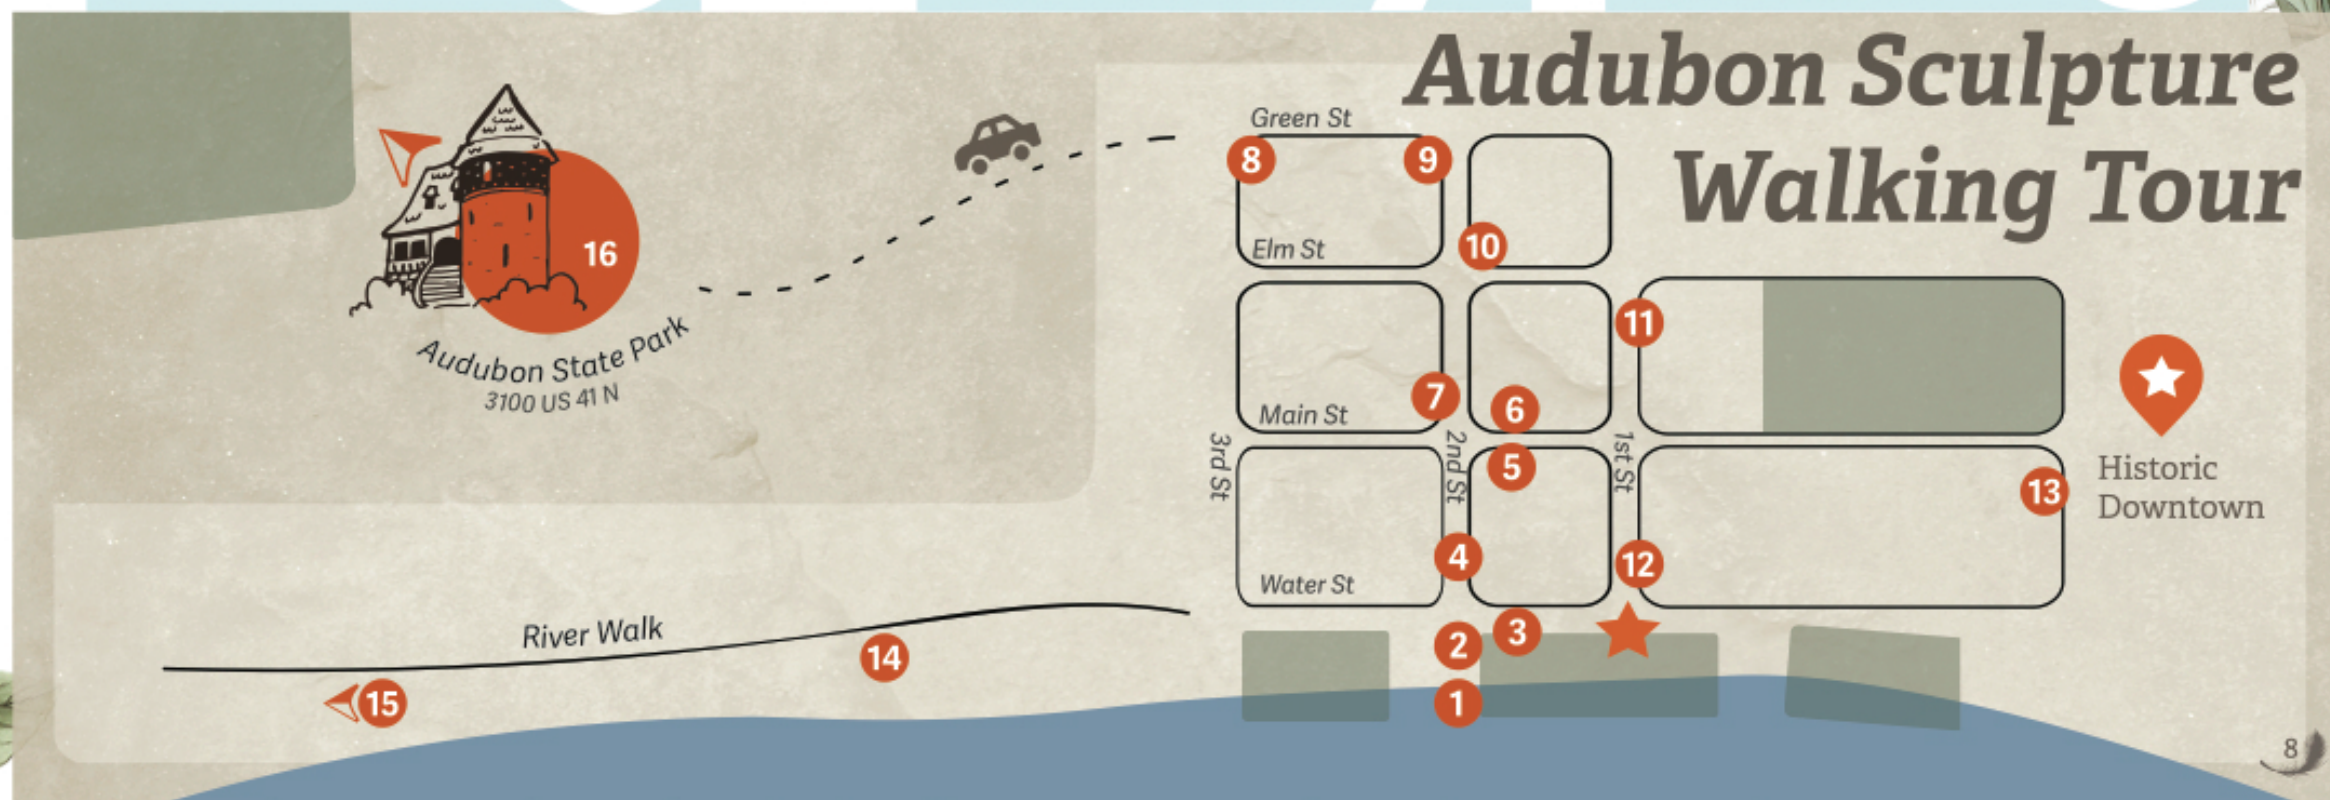 Audubon Sculpture
Walking Tour
Green St
8
9
10
Elm St
16
Audubon State Park
3100 US 41 N
11
7
6
Main St
3rd St
2nd St
1st St
5
13
Historic
Downtown
4
12
Water St
River Walk
14
15
2
3
1
8